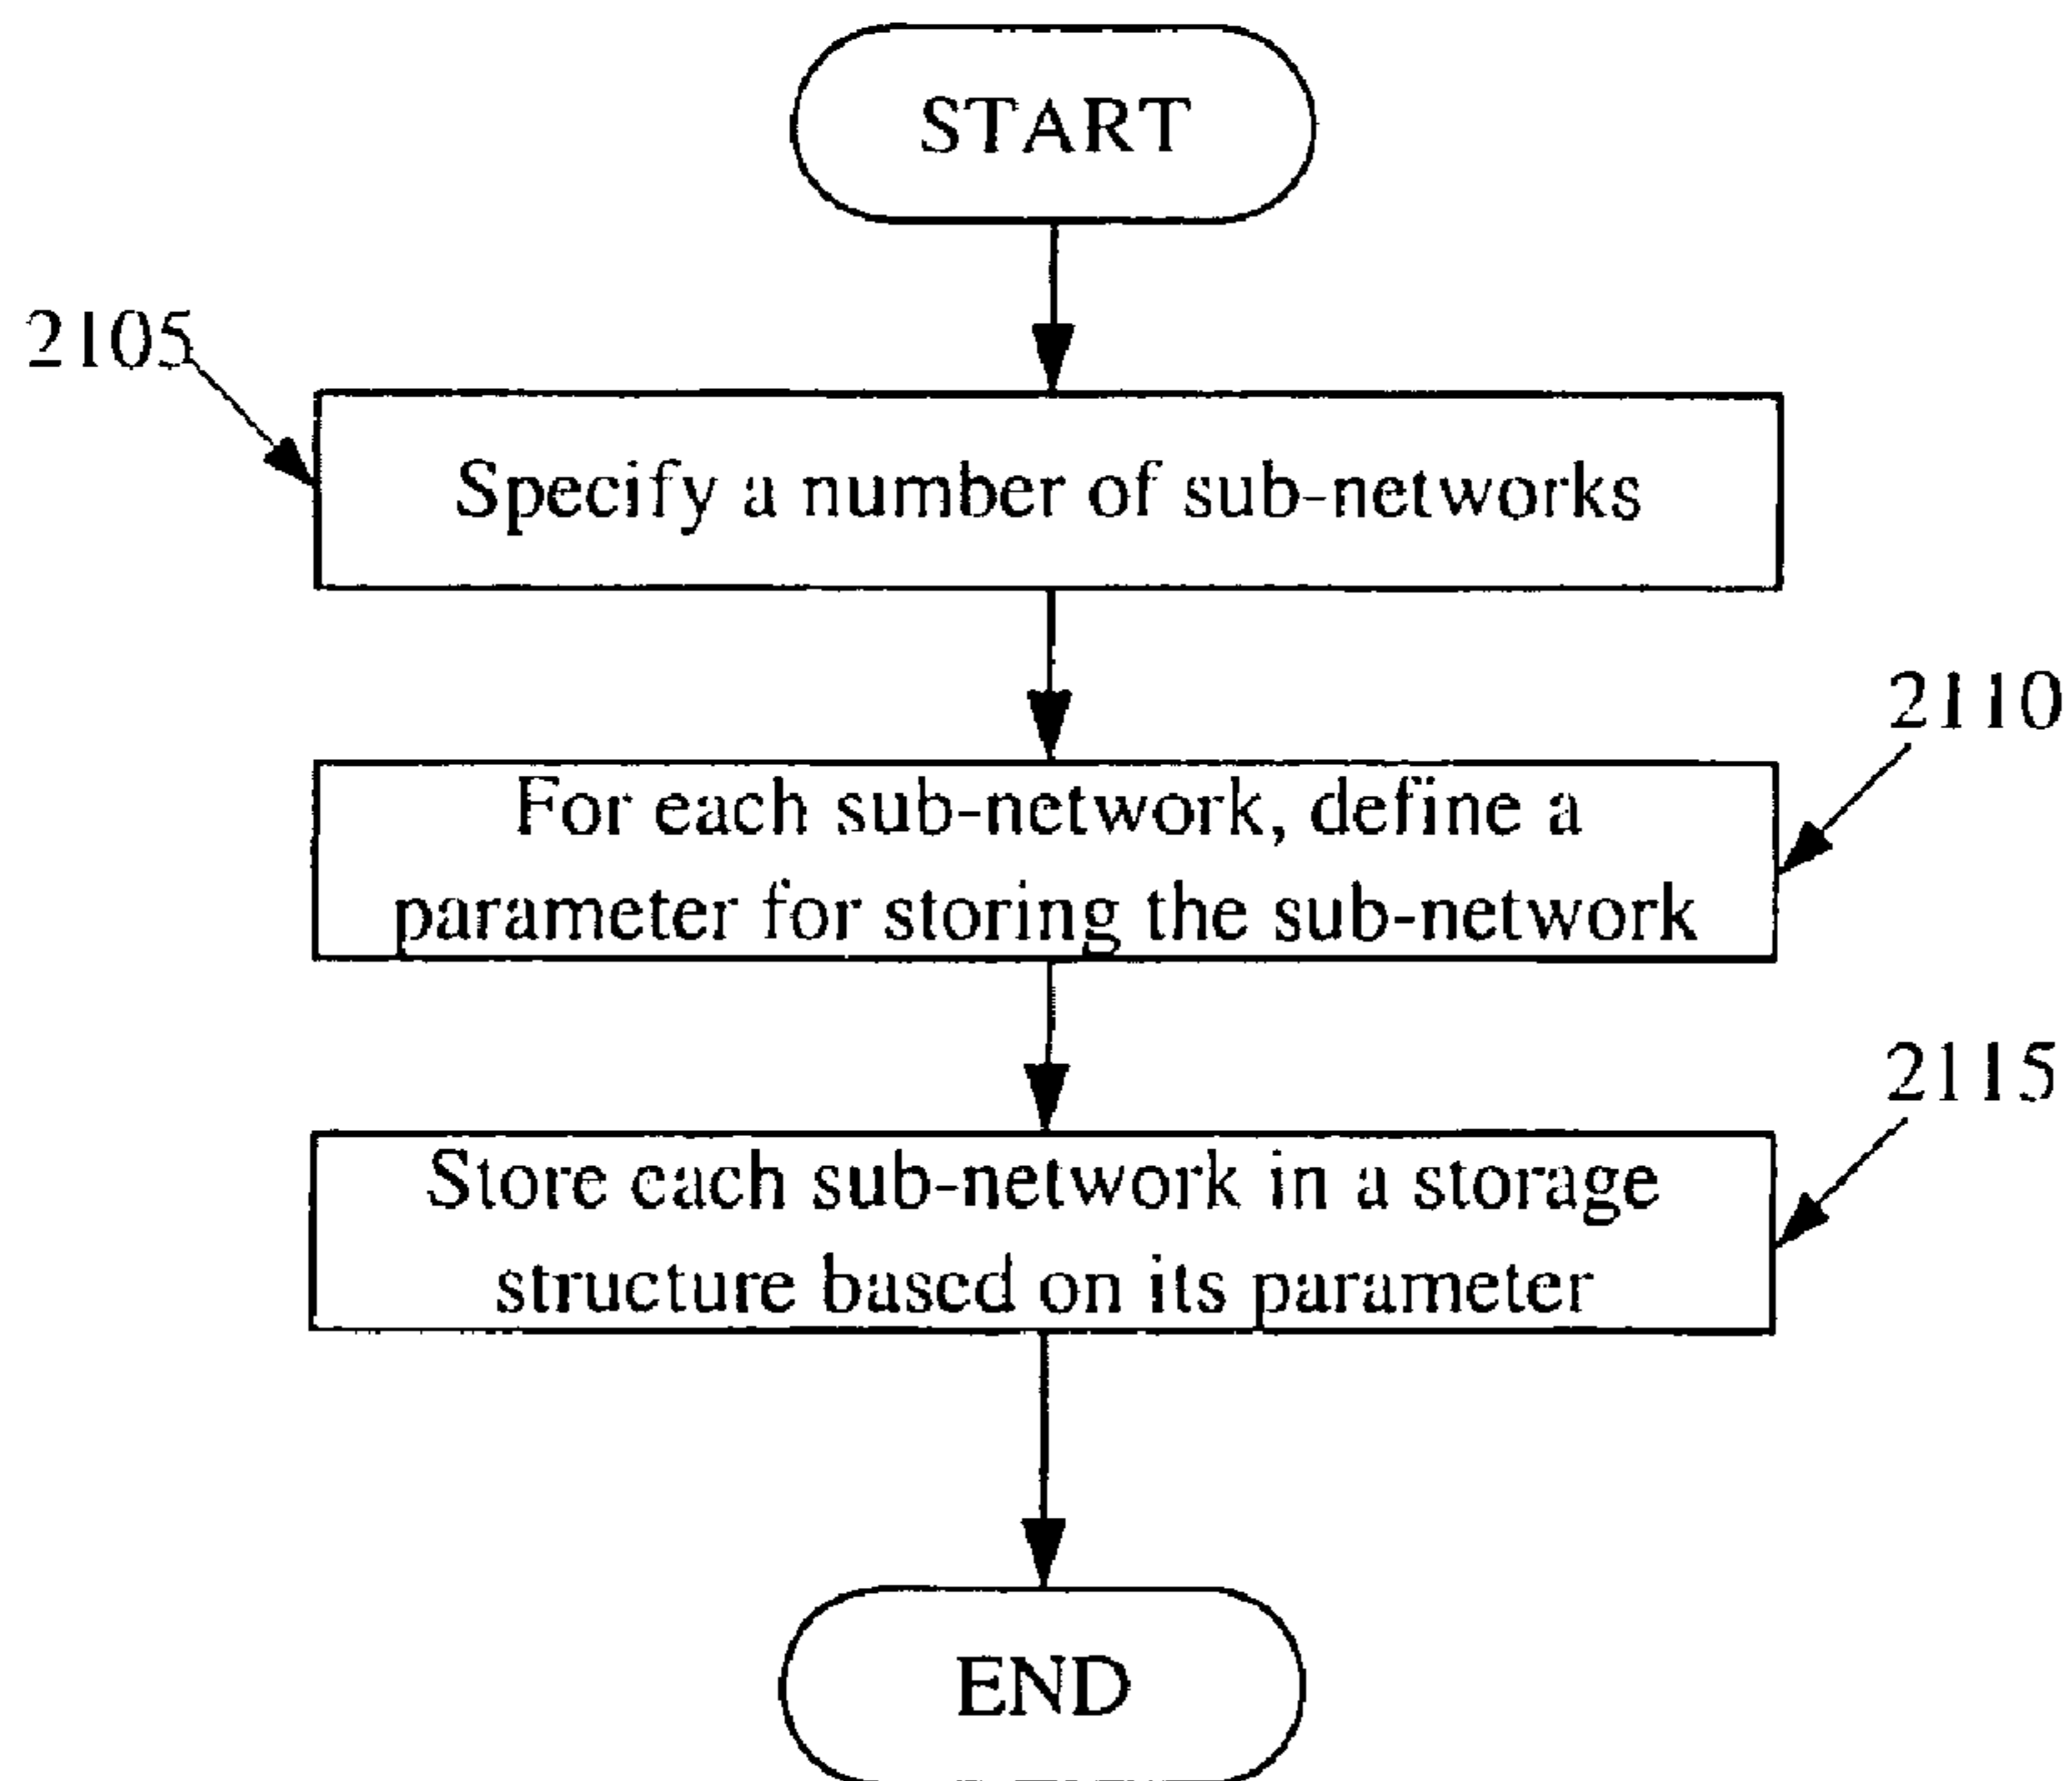 START
2105
Specify a number of sub-networks
2110
For each sub-network, define a
parameter for storing the sub-network
2115
Store each sub-network in a storage
structure based on its parameter
END